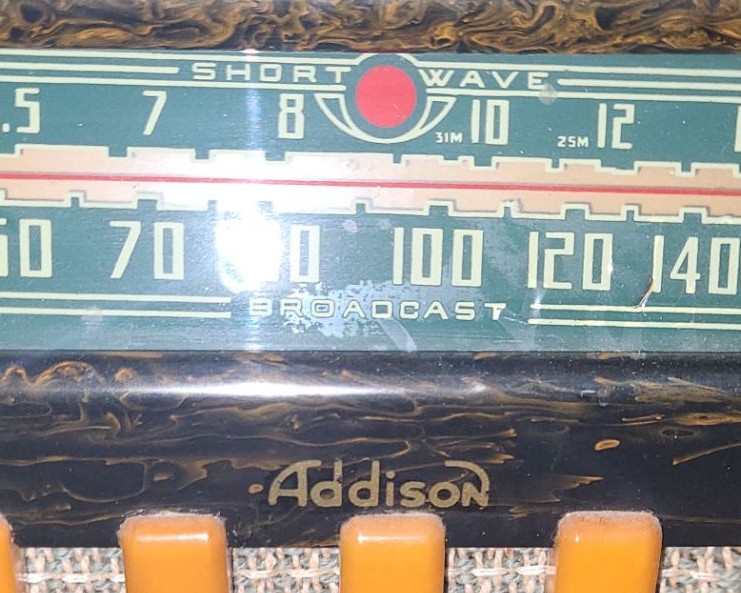 SHORT WAVE
.5 7 8 31M 10 25M 12
70 100 120 140
BROADCAST
Addison